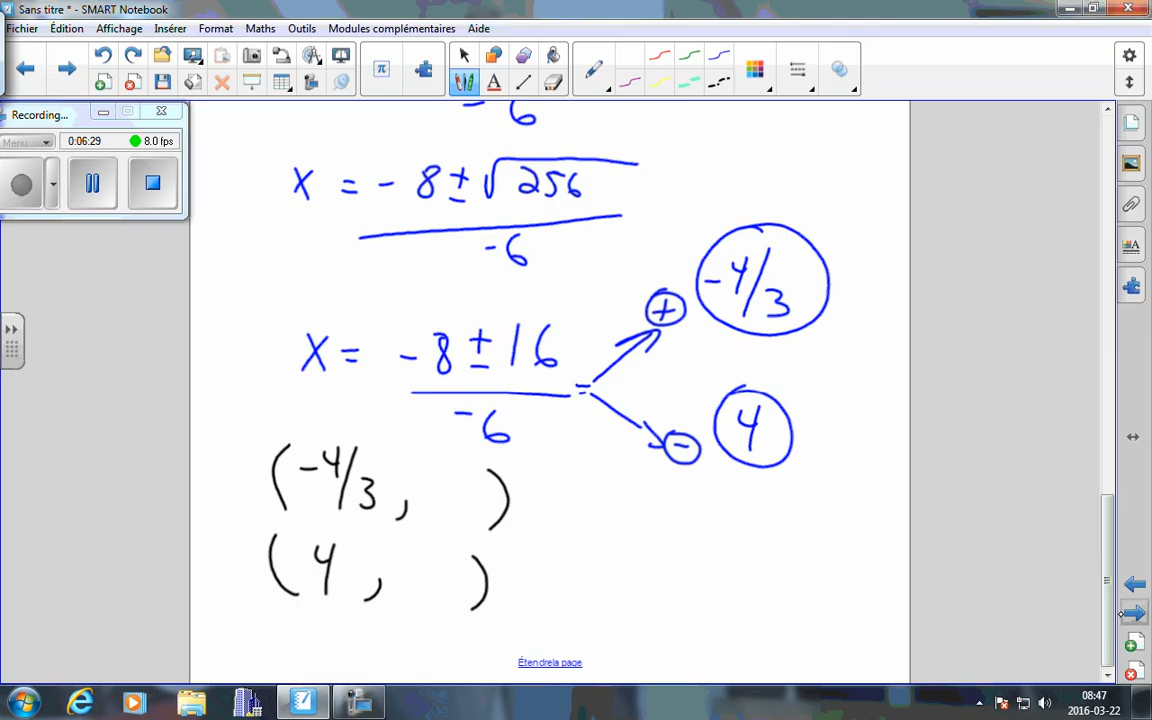 Sans titre * - SMART Notebook
Fichier Édition Affichage Insérer Format Maths Outils Modules complémentaires Aide
Recording...
Menu
0:06:29
8.0 fps
-6
X = -8 ± √256
-6
X = -8 ± 16
-6
=
+
-4/3
-
4
(-4/3, )
(4, )
Étendre la page
08:47
2016-03-22